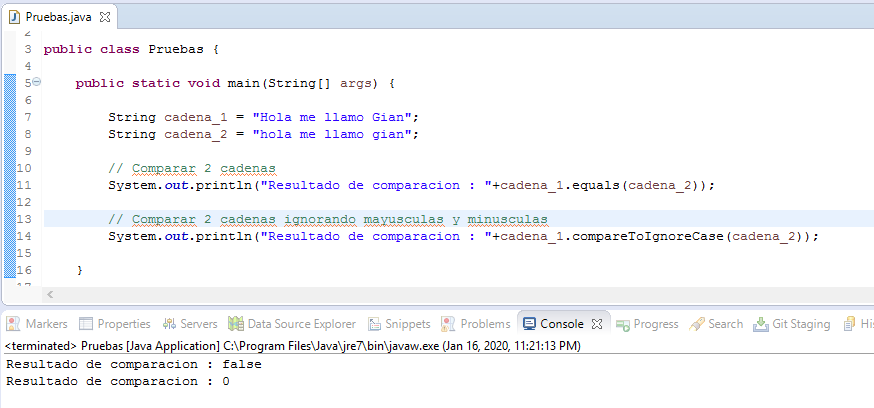 Pruebas.java
2
3 public class Pruebas {
4
5 public static void main(String[] args) {
6
7 String cadena_1 = "Hola me llamo Gian";
8 String cadena_2 = "hola me llamo gian";
9
10 // Comparar 2 cadenas
11 System.out.println("Resultado de comparacion : "+cadena_1.equals(cadena_2));
12
13 // Comparar 2 cadenas ignorando mayusculas y minusculas
14 System.out.println("Resultado de comparacion : "+cadena_1.compareToIgnoreCase(cadena_2));
15
16 }
17
Markers Properties Servers Data Source Explorer Snippets Problems Console Progress Search Git Staging His
<terminated> Pruebas [Java Application] C:\Program Files\Java\jre7\bin\javaw.exe (Jan 16, 2020, 11:21:13 PM)
Resultado de comparacion : false
Resultado de comparacion : 0